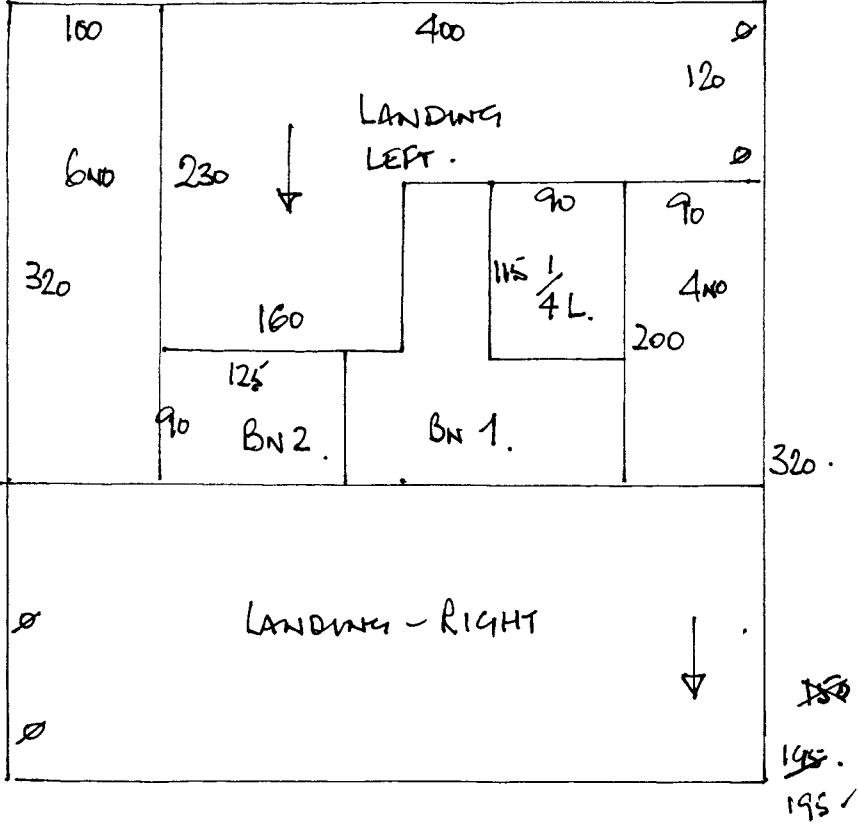 100
400
ø
120
LANDING
LEFT.
ø
6NO
230
90
90
320
115
1/4 L.
4NO
160
200
125
90
BN 2.
BN 1.
320.
LANDING - RIGHT
ø
ø
195.
195 ✓